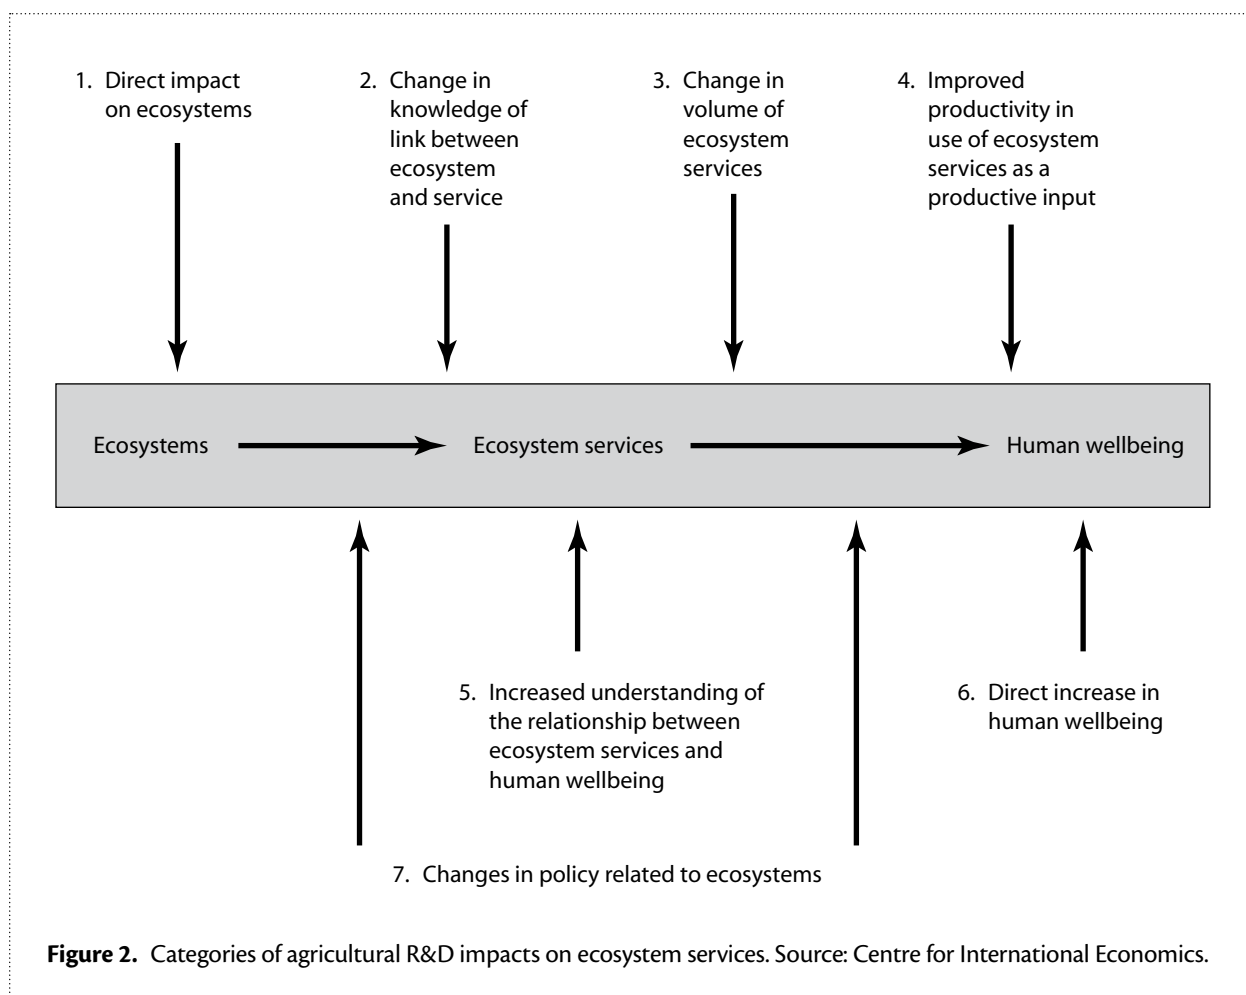 1. Direct impact
on ecosystems
2. Change in
knowledge of
link between
ecosystem
and service
3. Change in
volume of
ecosystem
services
4. Improved
productivity in
use of ecosystem
services as a
productive input
Ecosystems
Ecosystem services
Human wellbeing
5. Increased understanding of
the relationship between
ecosystem services and
human wellbeing
6. Direct increase in
human wellbeing
7. Changes in policy related to ecosystems
Figure 2. Categories of agricultural R&D impacts on ecosystem services. Source: Centre for International Economics.